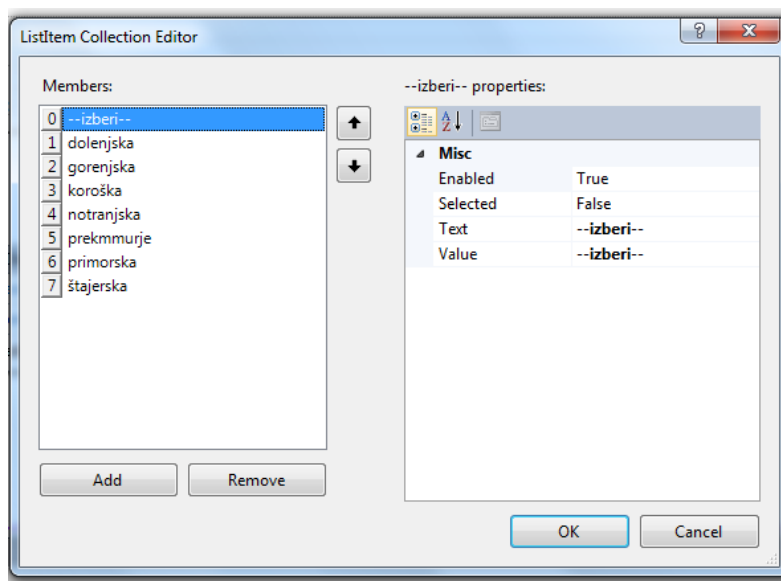 ListItem Collection Editor
Members:
0 --izberi--
1 dolenjska
2 gorenjska
3 koroška
4 notranjska
5 prekmmurje
6 primorska
7 štajerska
Add Remove
--izberi-- properties:
Misc
Enabled True
Selected False
Text --izberi--
Value --izberi--
OK Cancel